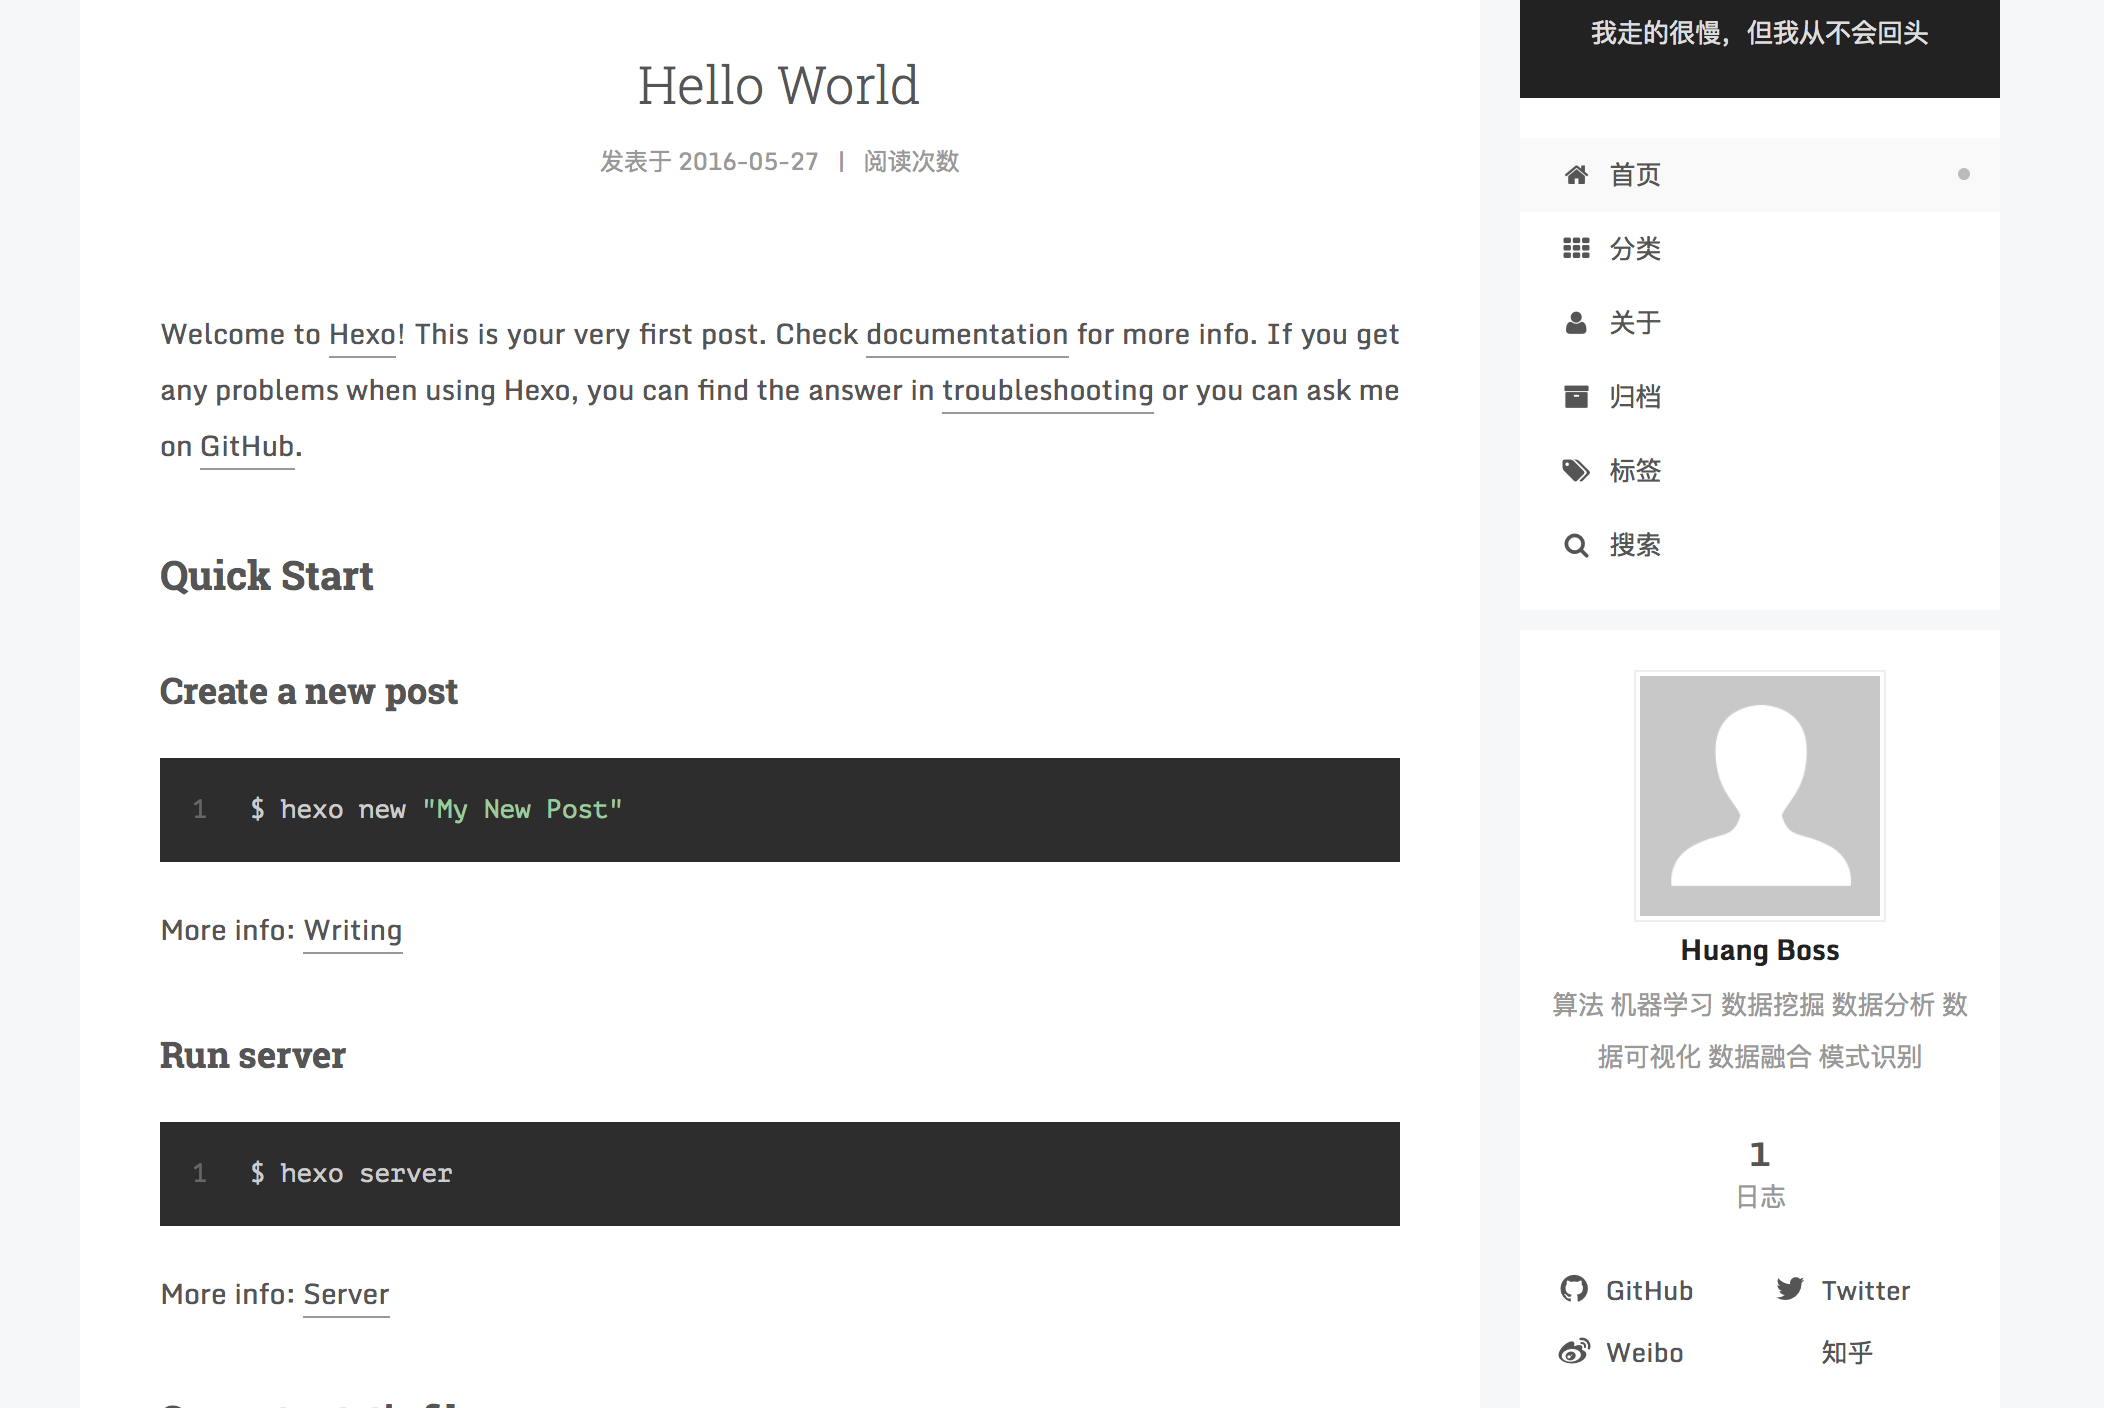 Hello World
发表于 2016-05-27 | 阅读次数
Welcome to Hexo! This is your very first post. Check documentation for more info. If you get
any problems when using Hexo, you can find the answer in troubleshooting or you can ask me
on GitHub.
Quick Start
Create a new post
1 $ hexo new "My New Post"
More info: Writing
Run server
1 $ hexo server
More info: Server
我走的很慢，但我从不会回头
首页
分类
关于
归档
标签
搜索
Huang Boss
算法 机器学习 数据挖掘 数据分析 数
据可视化 数据融合 模式识别
1
日志
GitHub
Twitter
Weibo
知乎